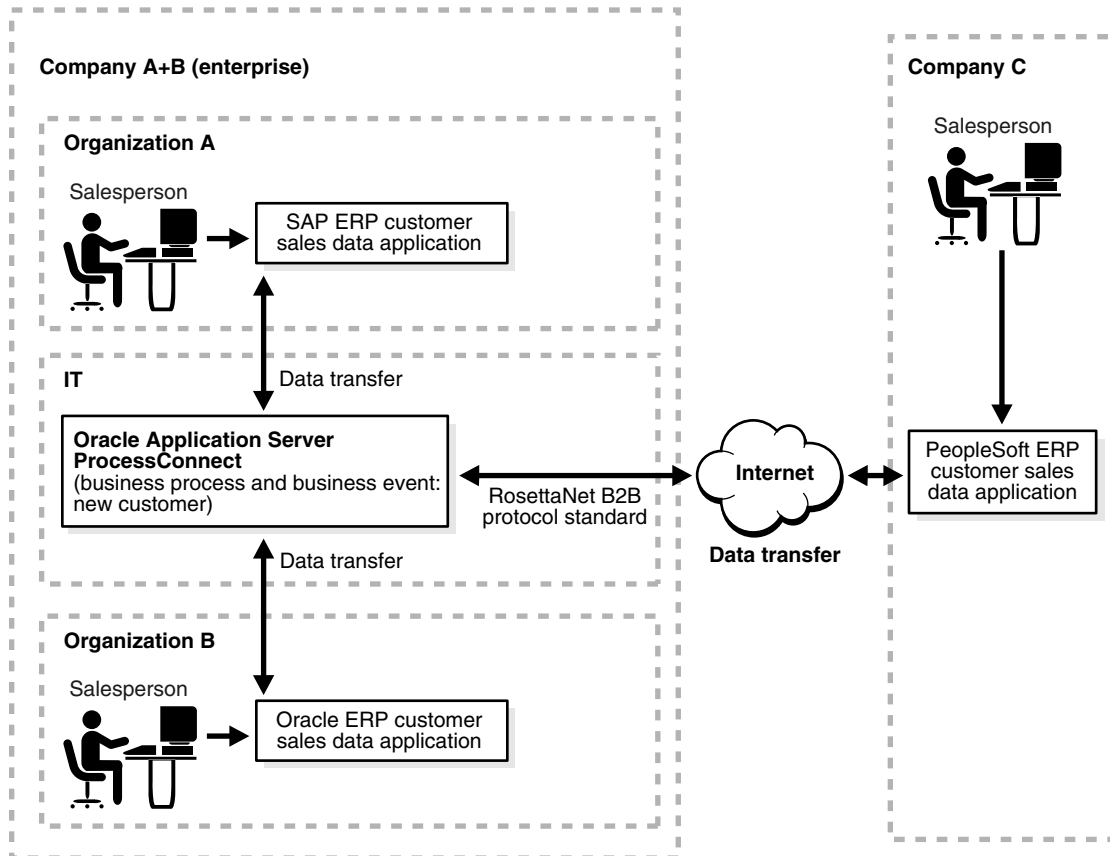 Company A+B (enterprise)
Organization A
Salesperson
SAP ERP customer
sales data application
Data transfer
IT
Oracle Application Server
ProcessConnect
(business process and business event:
new customer)
RosettaNet B2B
protocol standard
Data transfer
Organization B
Salesperson
Oracle ERP customer
sales data application
Internet
Data transfer
Company C
Salesperson
PeopleSoft ERP
customer sales
data application